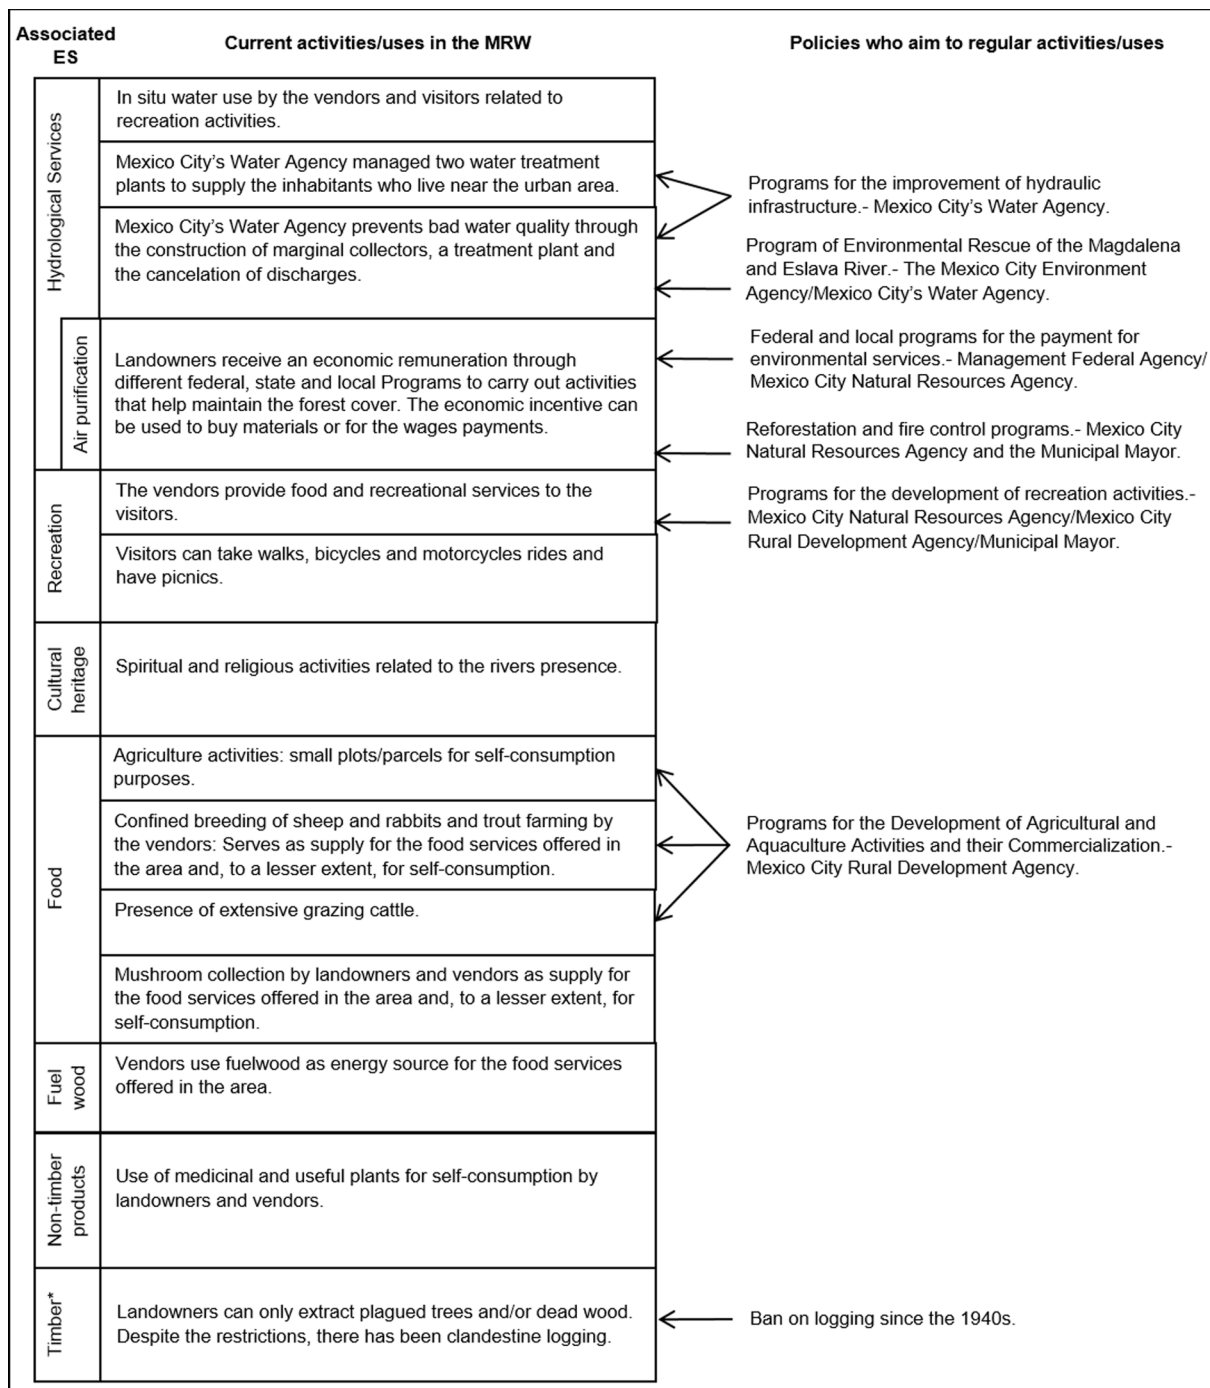 Associated
ES
Current activities/uses in the MRW
Policies who aim to regular activities/uses
Hydrological Services
In situ water use by the vendors and visitors related to
recreation activities.
Mexico City's Water Agency managed two water treatment
plants to supply the inhabitants who live near the urban area.
Mexico City's Water Agency prevents bad water quality through
the construction of marginal collectors, a treatment plant and
the cancelation of discharges.
Programs for the improvement of hydraulic
infrastructure.- Mexico City's Water Agency.
Program of Environmental Rescue of the Magdalena
and Eslava River.- The Mexico City Environment
Agency/Mexico City's Water Agency.
Air purification
Landowners receive an economic remuneration through
different federal, state and local Programs to carry out activities
that help maintain the forest cover. The economic incentive can
be used to buy materials or for the wages payments.
Federal and local programs for the payment for
environmental services.- Management Federal Agency/
Mexico City Natural Resources Agency.
Reforestation and fire control programs.- Mexico City
Natural Resources Agency and the Municipal Mayor.
Recreation
The vendors provide food and recreational services to the
visitors.
Visitors can take walks, bicycles and motorcycles rides and
have picnics.
Programs for the development of recreation activities.-
Mexico City Natural Resources Agency/Mexico City
Rural Development Agency/Municipal Mayor.
Cultural
heritage
Spiritual and religious activities related to the rivers presence.
Food
Agriculture activities: small plots/parcels for self-consumption
purposes.
Confined breeding of sheep and rabbits and trout farming by
the vendors: Serves as supply for the food services offered in
the area and, to a lesser extent, for self-consumption.
Presence of extensive grazing cattle.
Mushroom collection by landowners and vendors as supply for
the food services offered in the area and, to a lesser extent, for
self-consumption.
Programs for the Development of Agricultural and
Aquaculture Activities and their Commercialization.-
Mexico City Rural Development Agency.
Fuel
wood
Vendors use fuelwood as energy source for the food services
offered in the area.
Non-timber
products
Use of medicinal and useful plants for self-consumption by
landowners and vendors.
Timber*
Landowners can only extract plagued trees and/or dead wood.
Despite the restrictions, there has been clandestine logging.
Ban on logging since the 1940s.